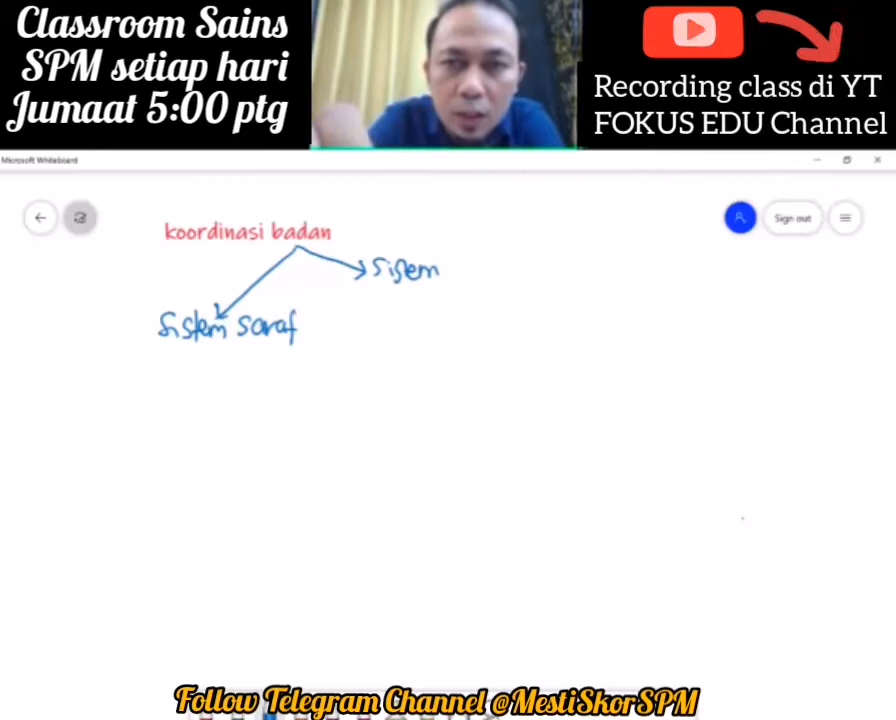 Classroom Sains
SPM setiap hari
Jumaat 5:00 ptg
Recording class di YT
FOKUS EDU Channel
Microsoft Whiteboard
Sign out
koordinasi badan
Sistem
Sistem saraf
Follow Telegram Channel @MestiSkorSPM